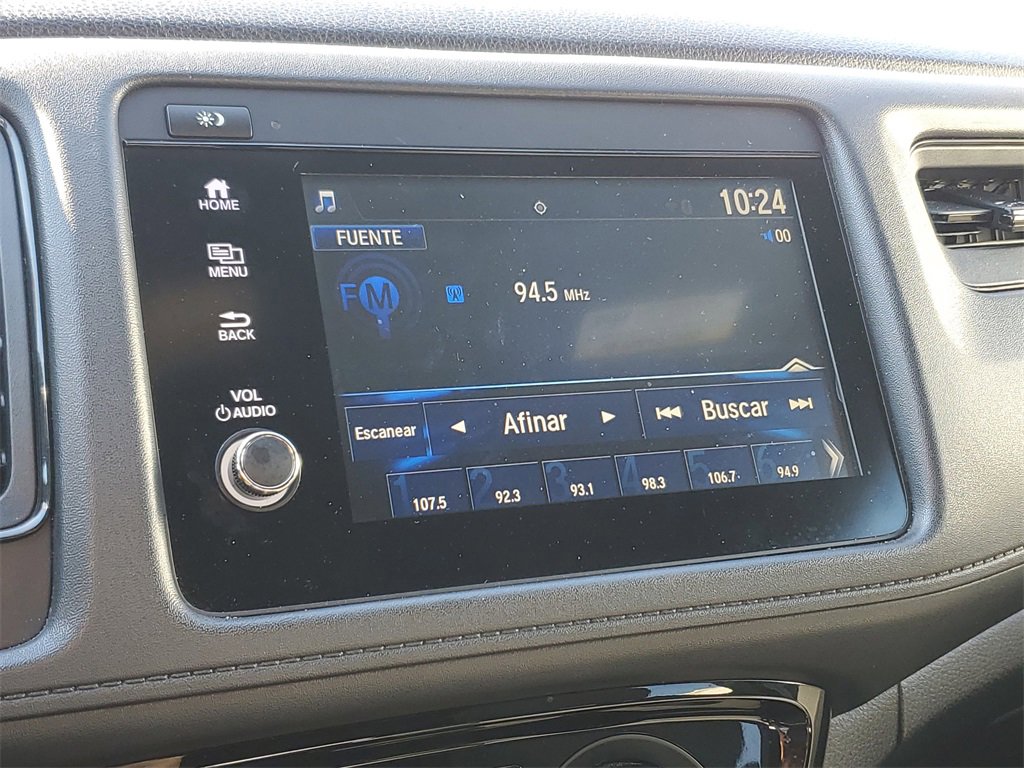 HOME
MENU
BACK
VOL
AUDIO
10:24
FUENTE
00
FM
94.5 MHz
Escanear
Afinar
Buscar
1 107.5
2 92.3
3 93.1
4 98.3
5 106.7
6 94.9